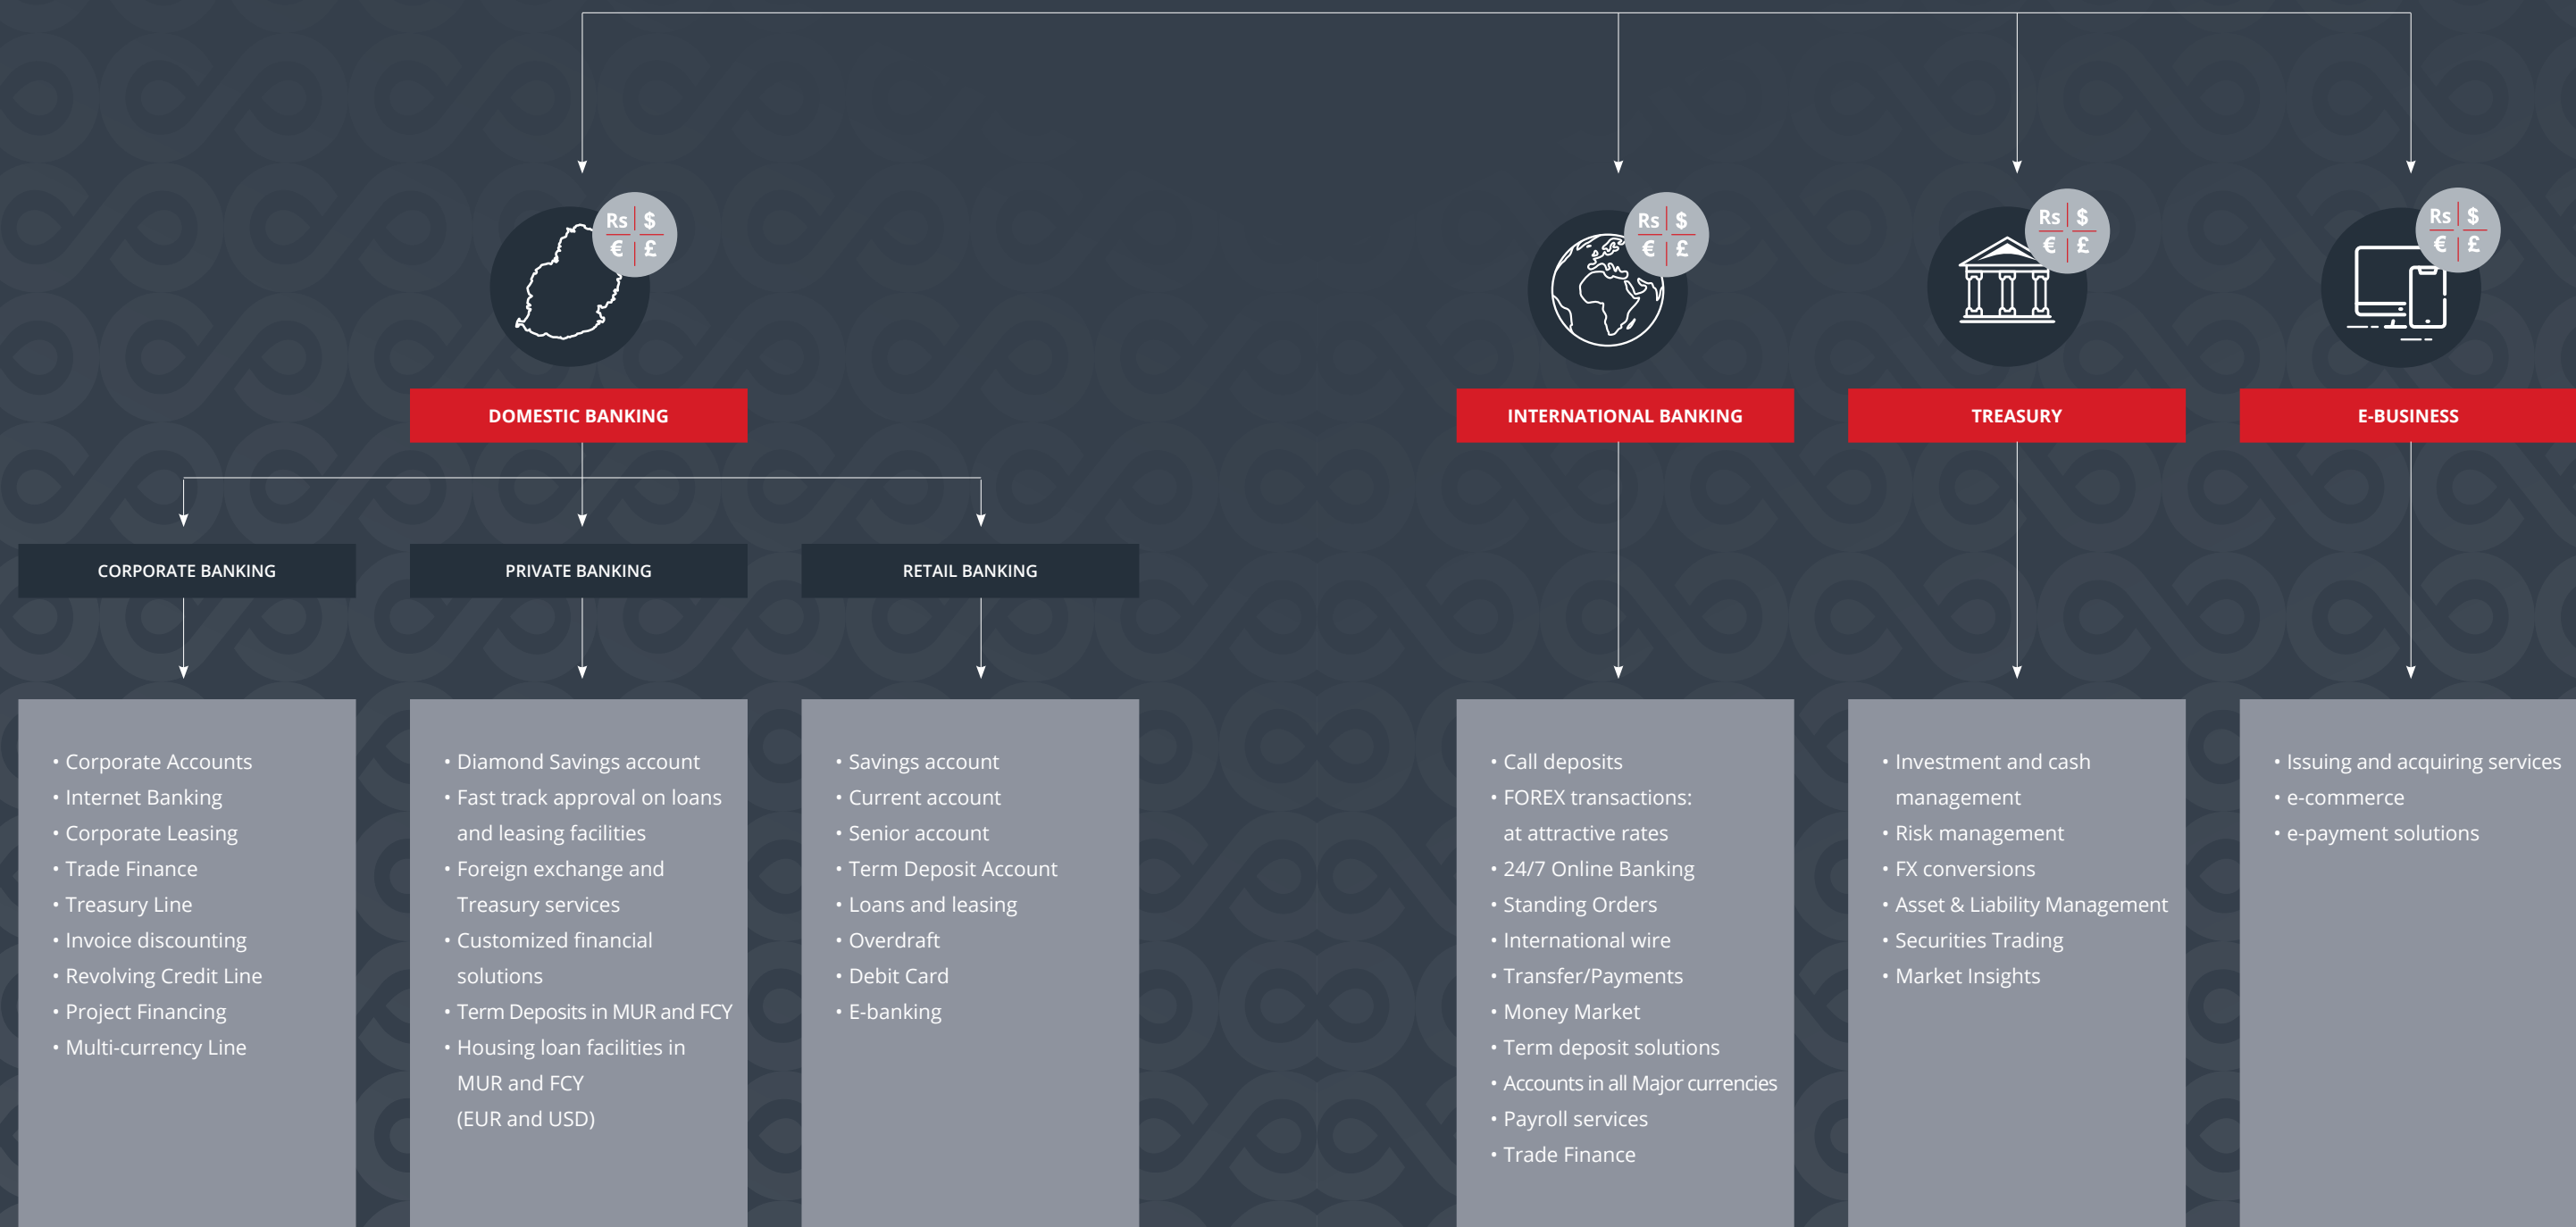 Rs $
€ £
Rs $
€ £
Rs $
€ £
Rs $
€ £
DOMESTIC BANKING
INTERNATIONAL BANKING
TREASURY
E-BUSINESS
CORPORATE BANKING
PRIVATE BANKING
RETAIL BANKING
• Corporate Accounts
• Internet Banking
• Corporate Leasing
• Trade Finance
• Treasury Line
• Invoice discounting
• Revolving Credit Line
• Project Financing
• Multi-currency Line
• Diamond Savings account
• Fast track approval on loans
and leasing facilities
• Foreign exchange and
Treasury services
• Customized financial
solutions
• Term Deposits in MUR and FCY
• Housing loan facilities in
MUR and FCY
(EUR and USD)
• Savings account
• Current account
• Senior account
• Term Deposit Account
• Loans and leasing
• Overdraft
• Debit Card
• E-banking
• Call deposits
• FOREX transactions:
at attractive rates
• 24/7 Online Banking
• Standing Orders
• International wire
• Transfer/Payments
• Money Market
• Term deposit solutions
• Accounts in all Major currencies
• Payroll services
• Trade Finance
• Investment and cash
management
• Risk management
• FX conversions
• Asset & Liability Management
• Securities Trading
• Market Insights
• Issuing and acquiring services
• e-commerce
• e-payment solutions